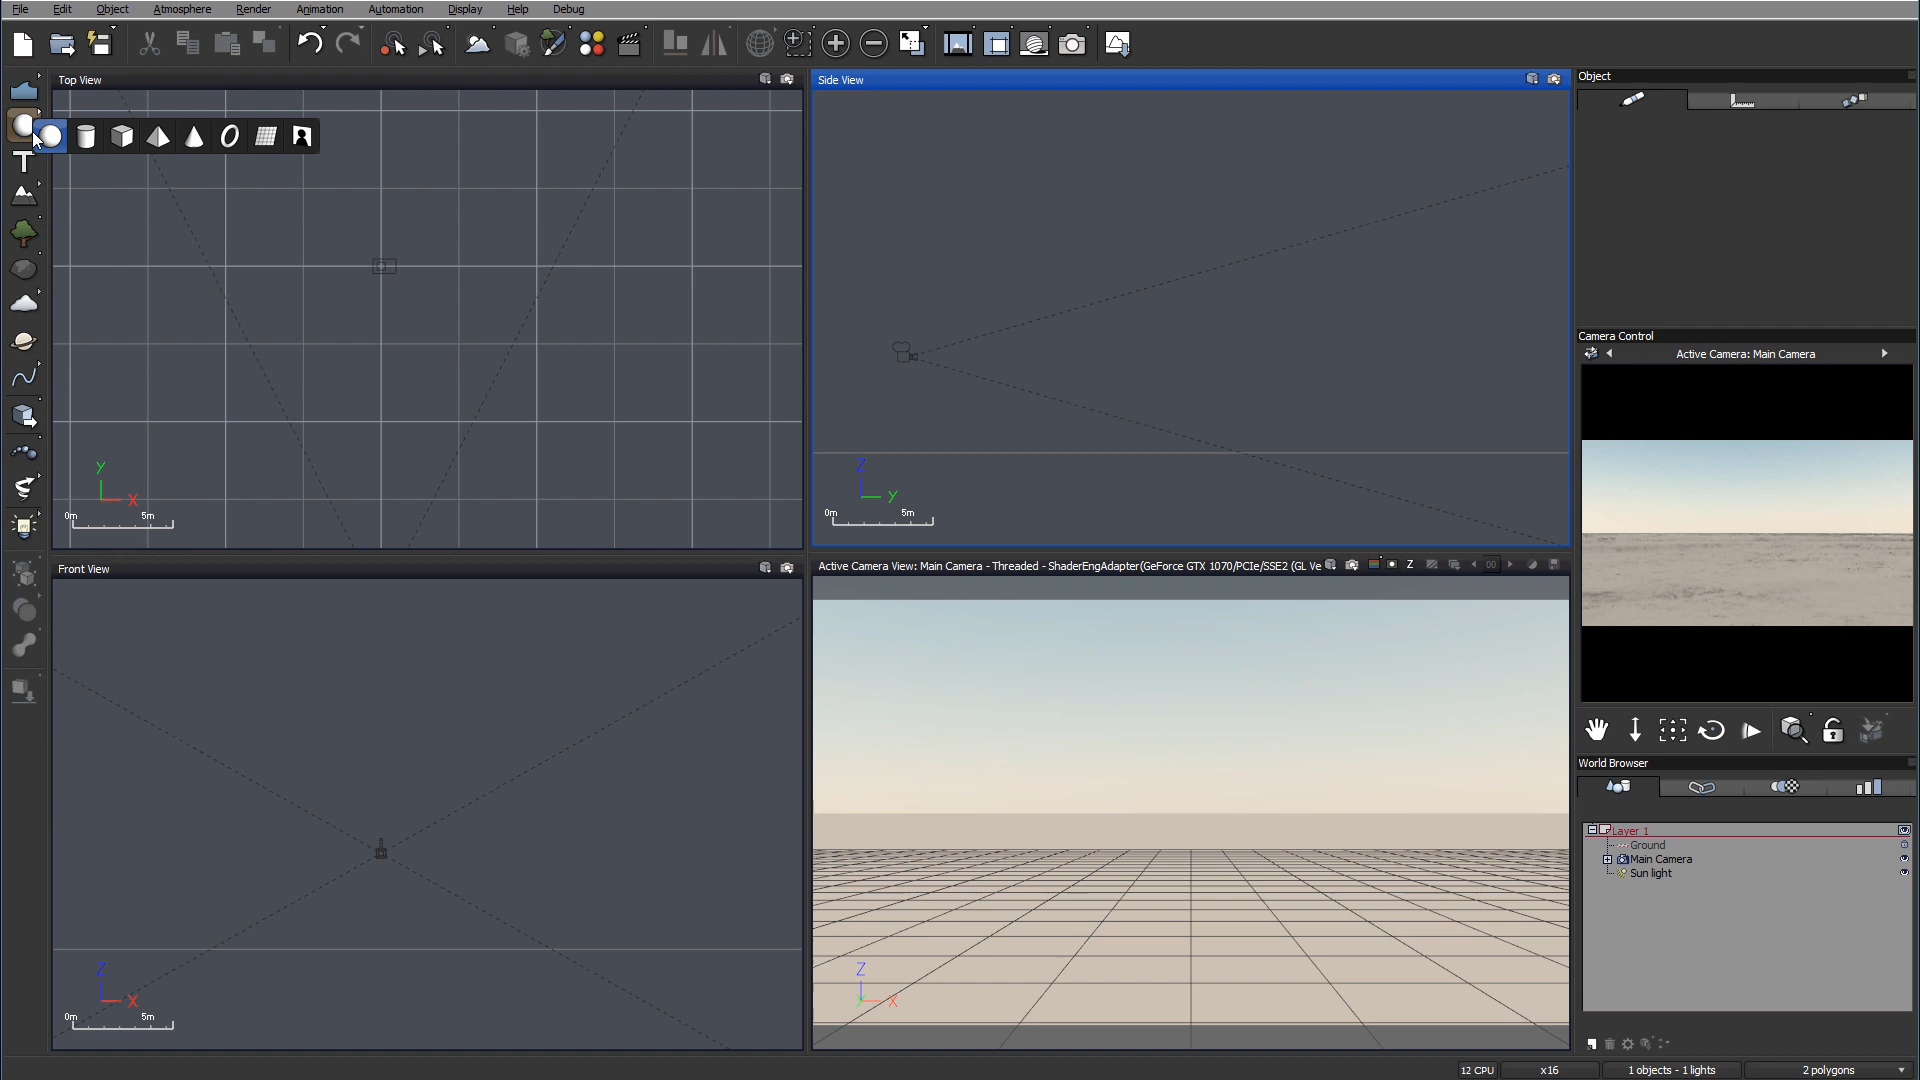 File Edit Object Atmosphere Render Animation Automation Display Help Debug
Top View
Side View
Object
T
Y
X
0m 5m
Z
Y
0m 5m
Camera Control
Active Camera: Main Camera
Front View
Active Camera View: Main Camera - Threaded - ShaderEngAdapter(GeForce GTX 1070/PCIe/SSE2 (GL Ve
Z
00
Z
X
0m 5m
Z
Y
X
World Browser
Layer 1
Ground
Main Camera
Sun light
12 CPU x16 1 objects - 1 lights 2 polygons